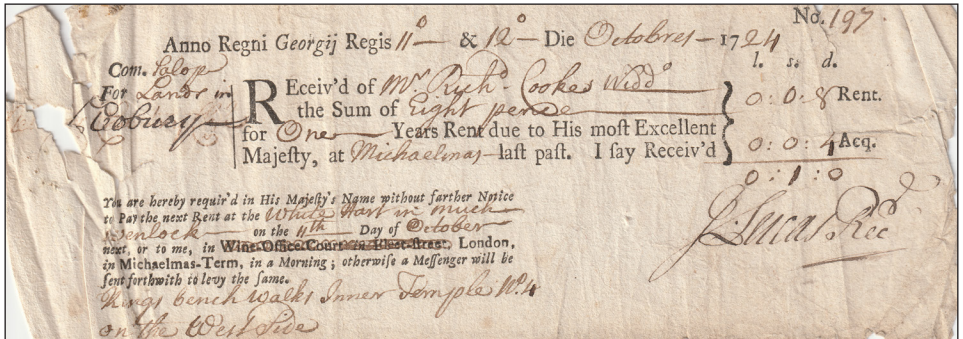 No. 197.
Anno Regni Georgij Regis 11o — & 12o — Die Octobres — 1724
l. s. d.
Com. Salop
For Lands in
Receiv'd of Mr. Richd. Cookes Widdo
the Sum of Eight pence
0 : 0 : 8 Rent.
for One Years Rent due to His most Excellent
Majesty, at Michaelmas last past. I say Receiv'd
0 : 0 : 4 Acq.
0 : 1 : 0
You are hereby requir'd in His Majesty's Name without farther Notice
to Pay the next Rent at the White Hart in much
Wenlock on the 4th Day of October
next, or to me, in Wine-Office-Court in Fleet-street, London,
in Michaelmas-Term, in a Morning; otherwise a Messenger will be
sent forthwith to levy the same.
Kings bench Walks Inner Temple No. 4
on the West Side
J. Lucas Recr